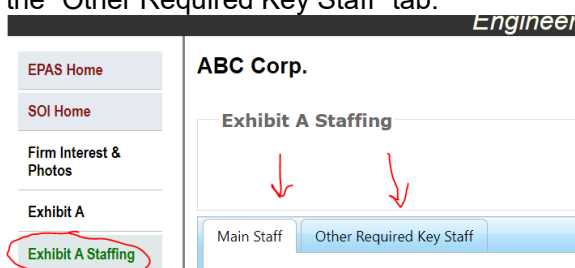 the "Other Required Key Staff" tab.
Engineer
EPAS Home
ABC Corp.
SOI Home
Exhibit A Staffing
Firm Interest &
Photos
Exhibit A
Main Staff Other Required Key Staff
Exhibit A Staffing